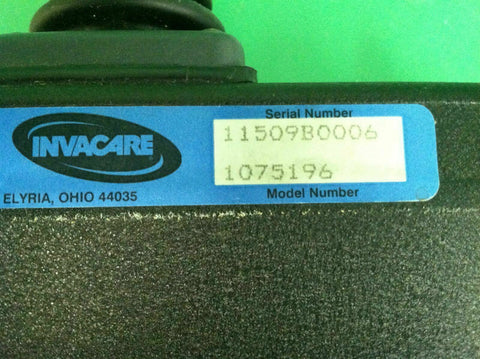 Serial Number
11509B0006
INVACARE
1075196
ELYRIA, OHIO 44035
Model Number